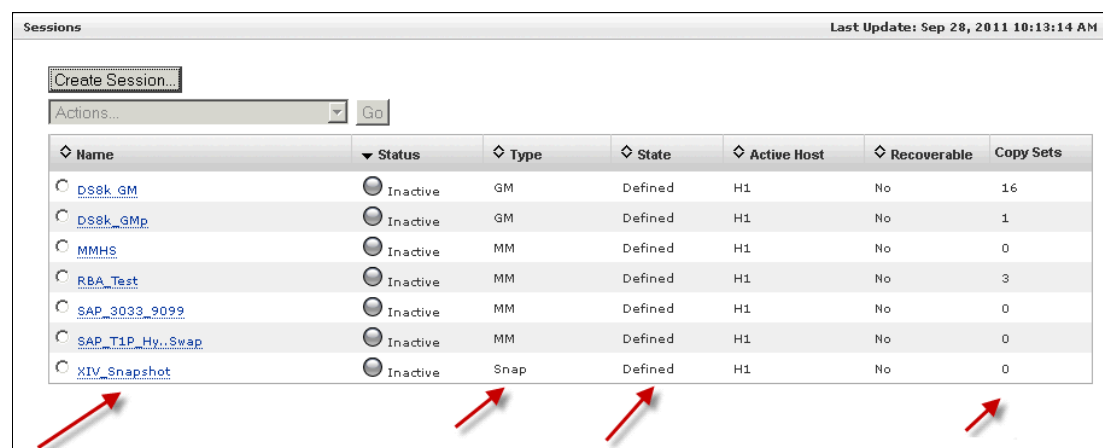 Sessions Last Update: Sep 28, 2011 10:13:14 AM
Create Session...
Actions... Go
Name Status Type State Active Host Recoverable Copy Sets
DS8k GM Inactive GM Defined H1 No 16
DS8k_GMp Inactive GM Defined H1 No 1
MMHS Inactive MM Defined H1 No 0
RBA_Test Inactive MM Defined H1 No 3
SAP_3033_9099 Inactive MM Defined H1 No 0
SAP_T1P_Hy..Swap Inactive MM Defined H1 No 0
XIV_Snapshot Inactive Snap Defined H1 No 0